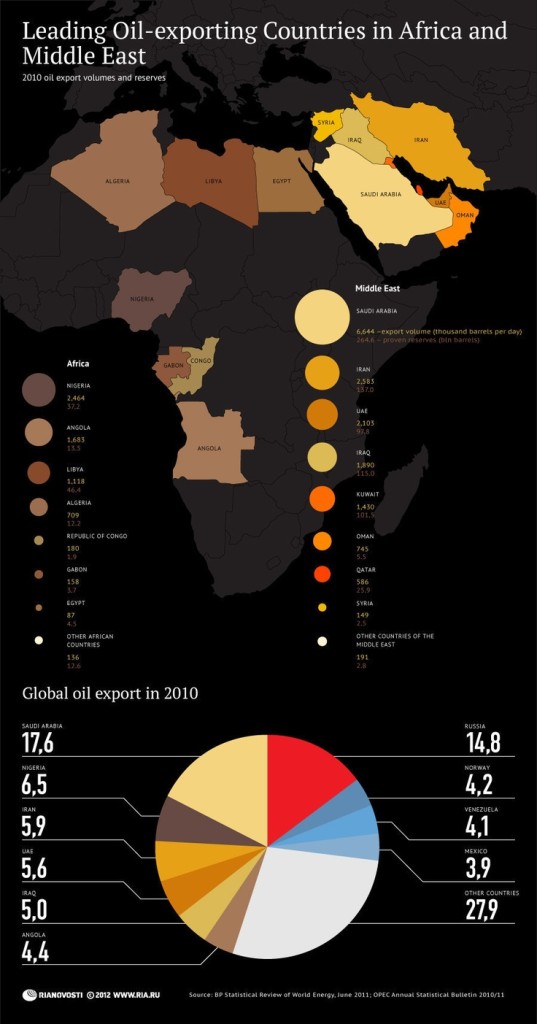 Leading Oil-exporting Countries in Africa and
Middle East
2010 oil export volumes and reserves
SYRIA
IRAQ
IRAN
ALGERIA
LIBYA
EGYPT
SAUDI ARABIA
UAE
OMAN
NIGERIA
GABON
CONGO
ANGOLA
Middle East
SAUDI ARABIA
6,644 – export volume (thousand barrels per day)
264.6 – proven reserves (bln barrels)
IRAN
2,583
137.0
UAE
2,103
97.8
IRAQ
1,890
115.0
KUWAIT
1,430
101.5
OMAN
745
5.5
QATAR
586
25.9
SYRIA
149
2.5
OTHER COUNTRIES OF THE
MIDDLE EAST
191
2.8
Africa
NIGERIA
2,464
37.2
ANGOLA
1,683
13.5
LIBYA
1,118
46.4
ALGERIA
709
12.2
REPUBLIC OF CONGO
180
1.9
GABON
158
3.7
EGYPT
87
4.5
OTHER AFRICAN
COUNTRIES
136
12.6
Global oil export in 2010
SAUDI ARABIA
17,6
NIGERIA
6,5
IRAN
5,9
UAE
5,6
IRAQ
5,0
ANGOLA
4,4
RUSSIA
14,8
NORWAY
4,2
VENEZUELA
4,1
MEXICO
3,9
OTHER COUNTRIES
27,9
RIANOVOSTI © 2012 WWW.RIA.RU
Source: BP Statistical Review of World Energy, June 2011; OPEC Annual Statistical Bulletin 2010/11